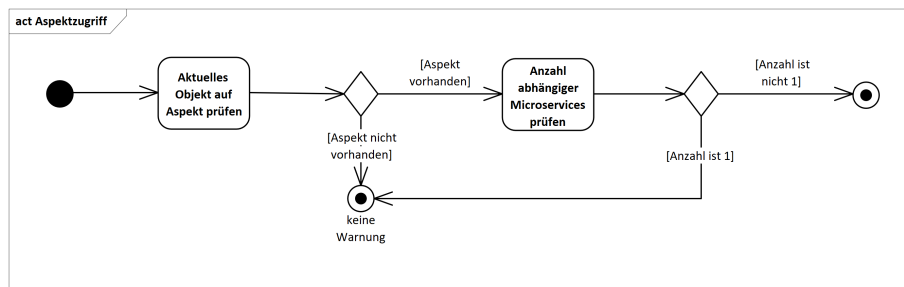 act Aspektzugriff
Aktuelles
Objekt auf
Aspekt prüfen
[Aspekt
vorhanden]
Anzahl
abhängiger
Microservices
prüfen
[Anzahl ist
nicht 1]
[Aspekt nicht
vorhanden]
[Anzahl ist 1]
keine
Warnung